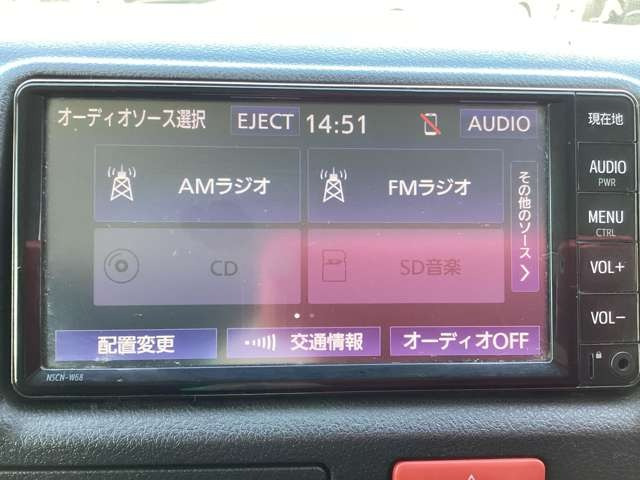 オーディオソース選択 EJECT 14:51 AUDIO
AMラジオ FMラジオ
その他のソース
CD SD音楽
配置変更 交通情報 オーディオOFF
NSCN-W68
現在地
AUDIO
PWR
MENU
CTRL
VOL+
VOL−